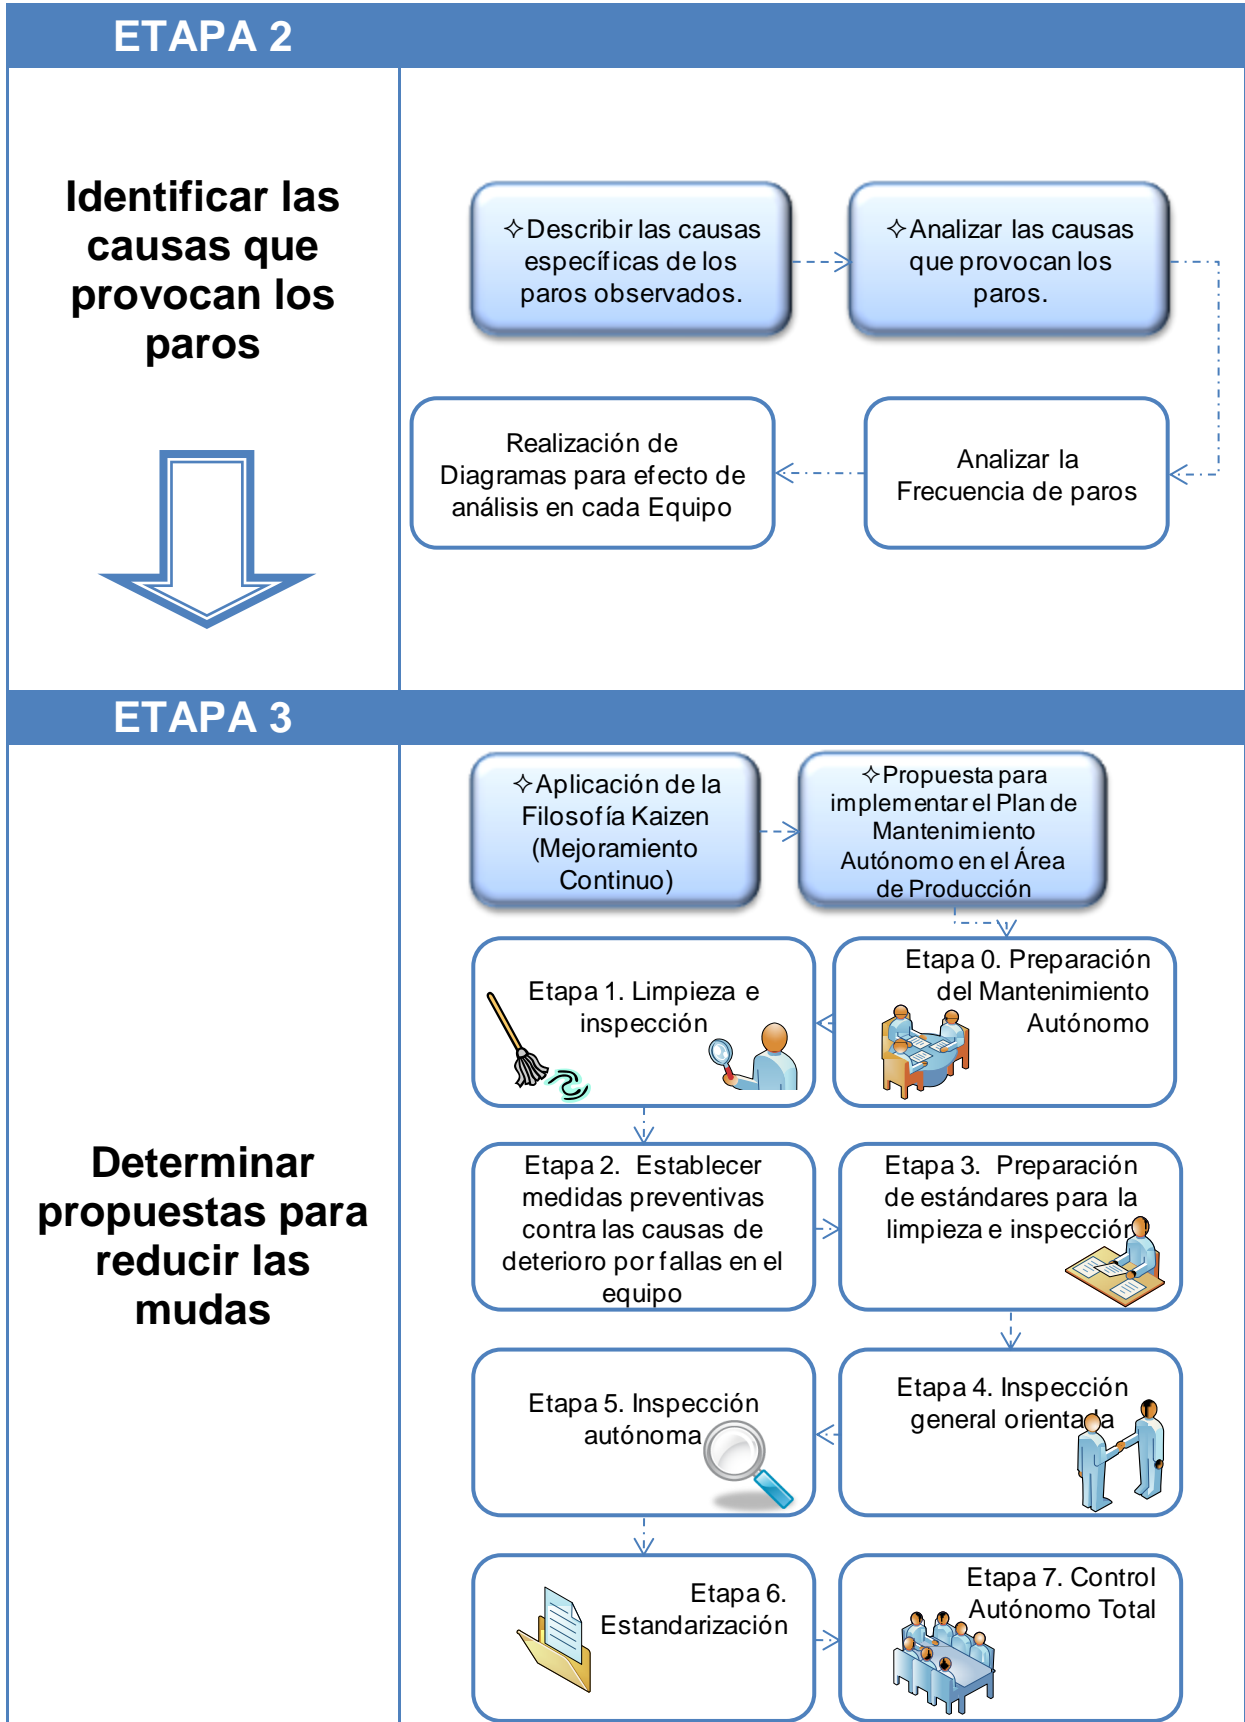 ETAPA 2
Identificar las
causas que
provocan los
paros
✧Describir las causas
específicas de los
paros observados.
✧Analizar las causas
que provocan los
paros.
Analizar la
Frecuencia de paros
Realización de
Diagramas para efecto de
análisis en cada Equipo
ETAPA 3
Determinar
propuestas para
reducir las
mudas
✧Aplicación de la
Filosofía Kaizen
(Mejoramiento
Continuo)
✧Propuesta para
implementar el Plan de
Mantenimiento
Autónomo en el Área
de Producción
Etapa 0. Preparación
del Mantenimiento
Autónomo
Etapa 1. Limpieza e
inspección
Etapa 2. Establecer
medidas preventivas
contra las causas de
deterioro por fallas en el
equipo
Etapa 3. Preparación
de estándares para la
limpieza e inspección
Etapa 4. Inspección
general orientada
Etapa 5. Inspección
autónoma
Etapa 6.
Estandarización
Etapa 7. Control
Autónomo Total